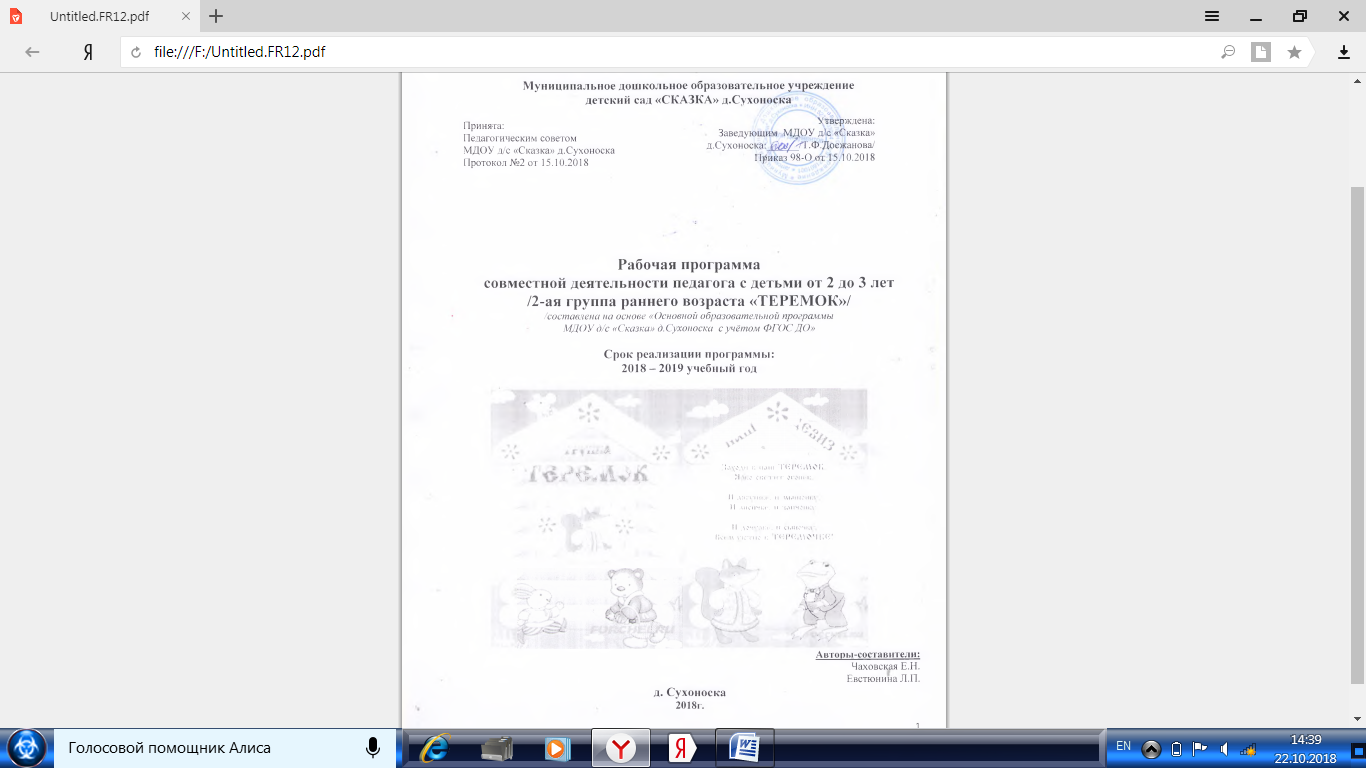 Untitled.FR12.pdf
file:///F:/Untitled.FR12.pdf
Муниципальное дошкольное образовательное учреждение
детский сад «СКАЗКА» д.Сухоноска
Принята:
Педагогическим советом
МДОУ д/с «Сказка» д.Сухоноска
Протокол №2 от 15.10.2018
Утверждена:
Заведующим МДОУ д/с «Сказка»
д.Сухоноска: /Т.Ф.Досжанова/
Приказ 98-О от 15.10.2018
Рабочая программа
совместной деятельности педагога с детьми от 2 до 3 лет
/2-ая группа раннего возраста «ТЕРЕМОК»/
/составлена на основе «Основной образовательной программы
МДОУ д/с «Сказка» д.Сухоноска с учётом ФГОС ДО»
Срок реализации программы:
2018 – 2019 учебный год
ТЕРЕМОК
FORCHEL.RU
Авторы-составители:
Чаховская Е.Н.
Евстюнина Л.П.
д. Сухоноска
2018г.
1
Голосовой помощник Алиса
EN
14:39
22.10.2018